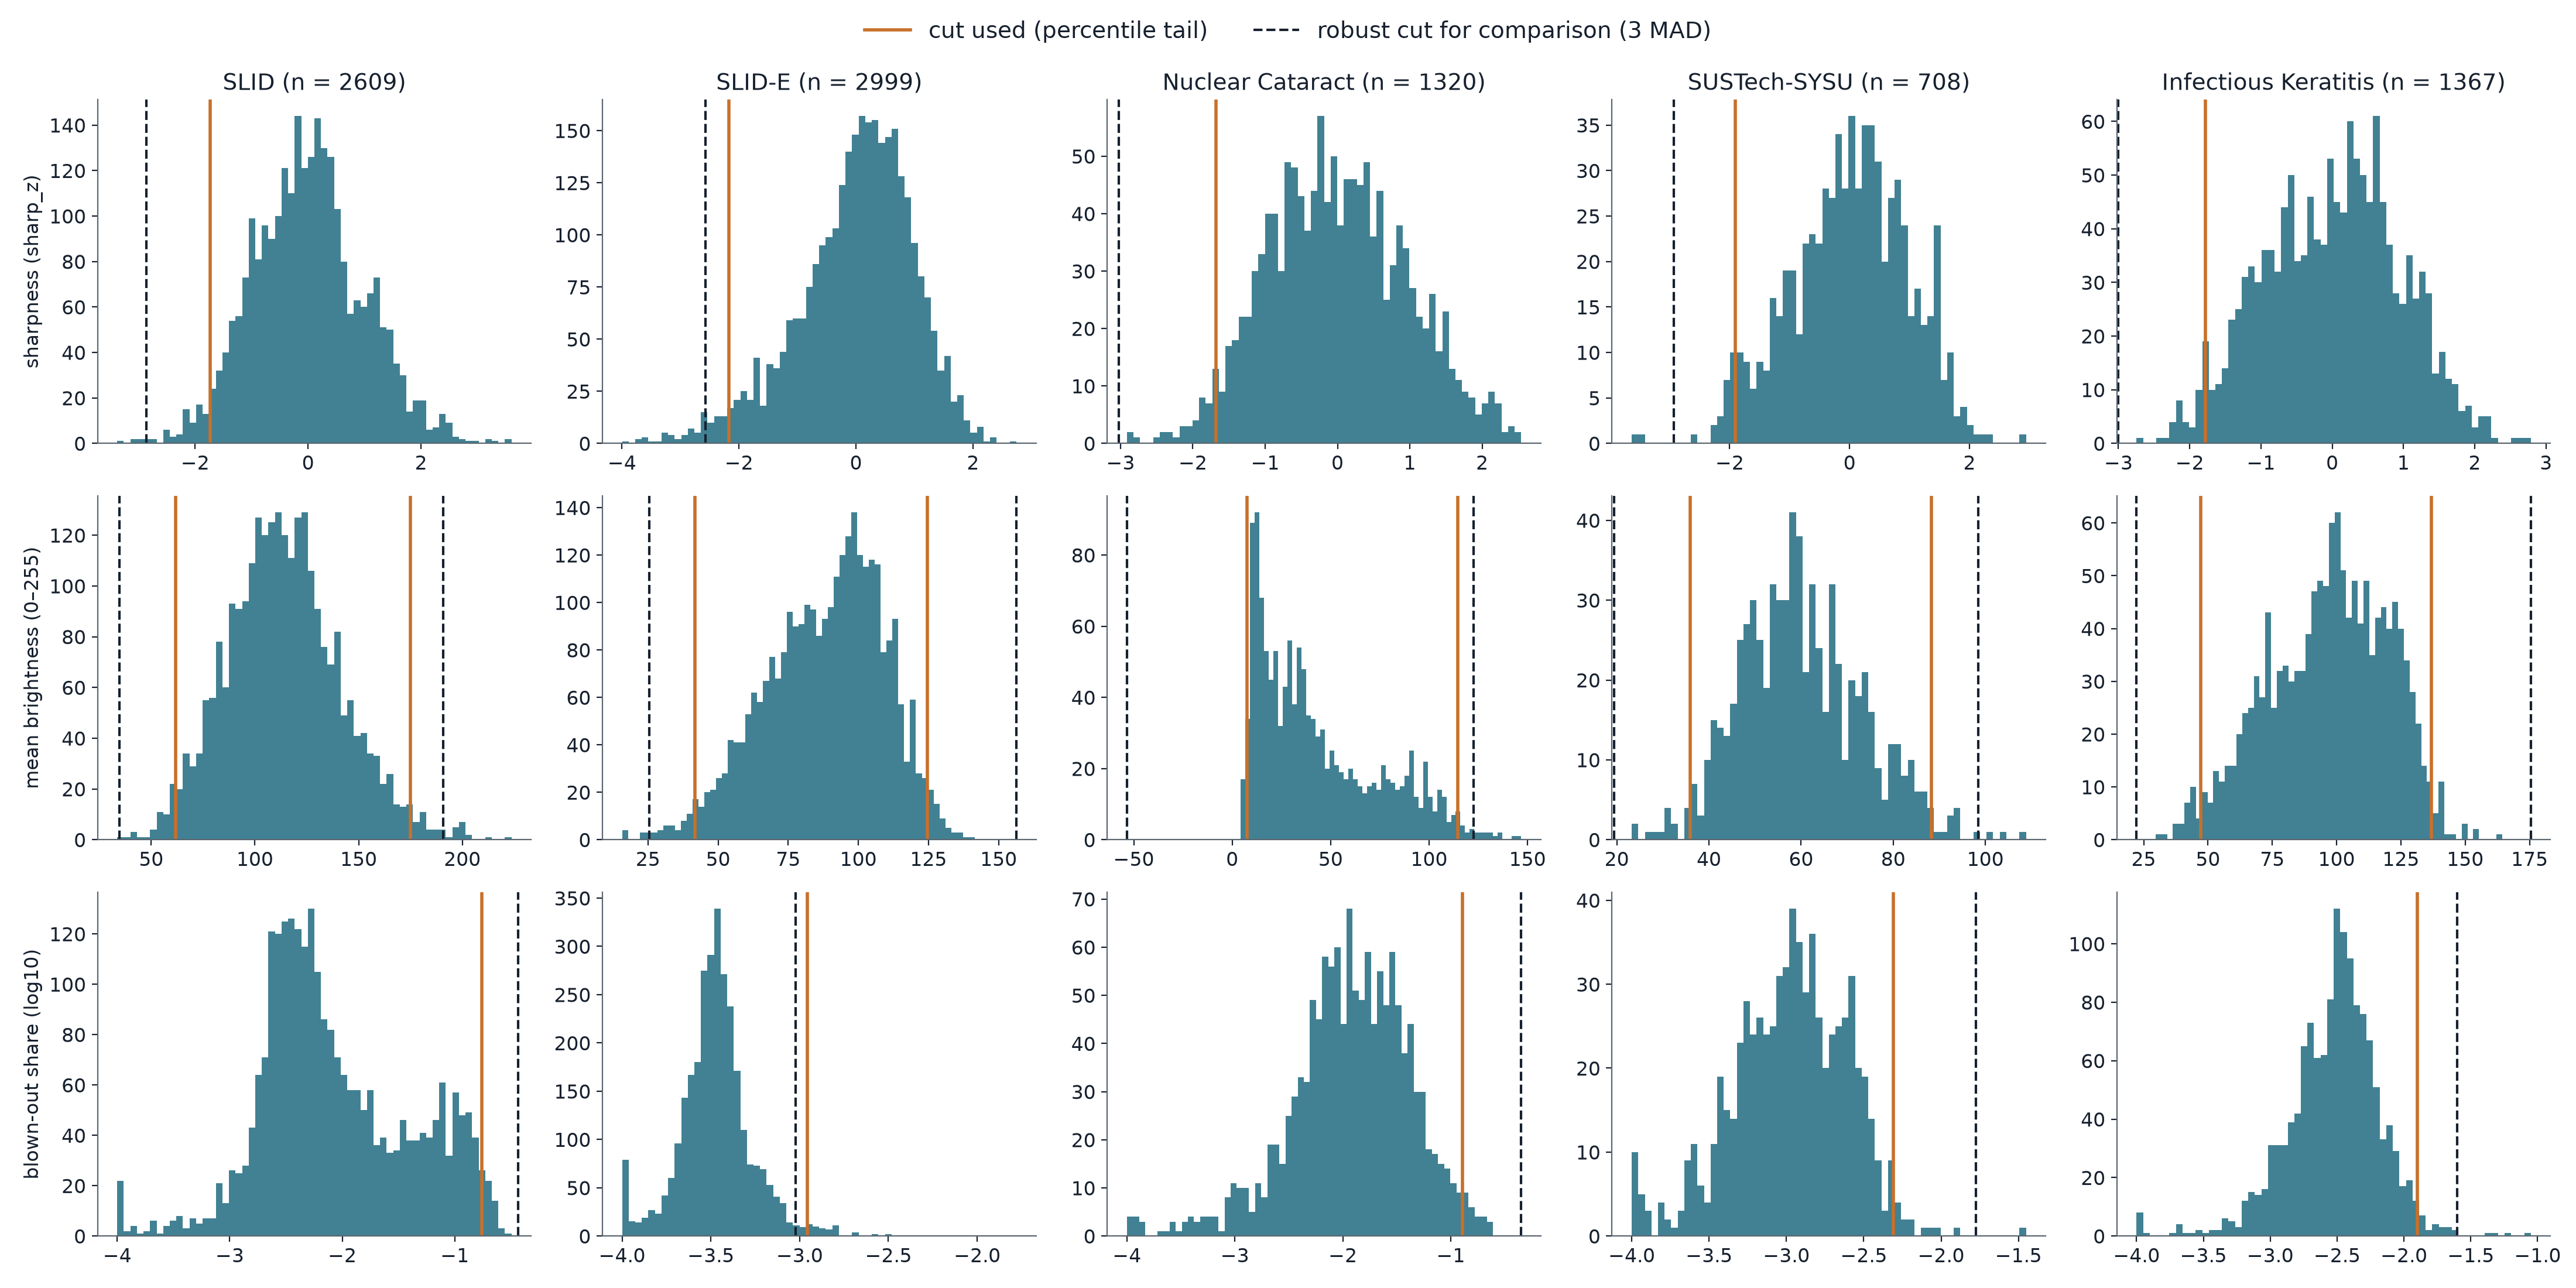 cut used (percentile tail) robust cut for comparison (3 MAD)
SLID (n = 2609) SLID-E (n = 2999) Nuclear Cataract (n = 1320) SUSTech-SYSU (n = 708) Infectious Keratitis (n = 1367)
sharpness (sharp_z)
140 120 100 80 60 40 20 0
−2 0 2
150 125 100 75 50 25 0
−4 −2 0 2
50 40 30 20 10 0
−3 −2 −1 0 1 2
35 30 25 20 15 10 5 0
−2 0 2
60 50 40 30 20 10 0
−3 −2 −1 0 1 2 3
mean brightness (0–255)
120 100 80 60 40 20 0
50 100 150 200
140 120 100 80 60 40 20 0
25 50 75 100 125 150
80 60 40 20 0
−50 0 50 100 150
40 30 20 10 0
20 40 60 80 100
60 50 40 30 20 10 0
25 50 75 100 125 150 175
blown-out share (log10)
120 100 80 60 40 20 0
−4 −3 −2 −1
350 300 250 200 150 100 50 0
−4.0 −3.5 −3.0 −2.5 −2.0
70 60 50 40 30 20 10 0
−4 −3 −2 −1
40 30 20 10 0
−4.0 −3.5 −3.0 −2.5 −2.0 −1.5
100 80 60 40 20 0
−4.0 −3.5 −3.0 −2.5 −2.0 −1.5 −1.0